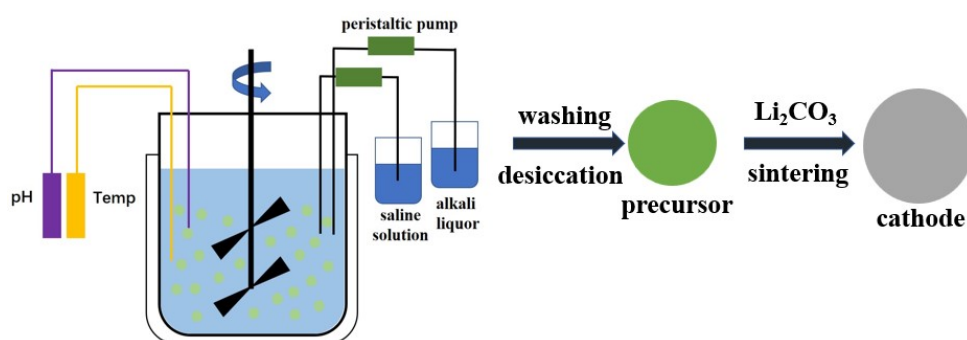 peristaltic pump
pH
Temp
saline
solution
alkali
liquor
washing
desiccation
precursor
Li₂CO₃
sintering
cathode